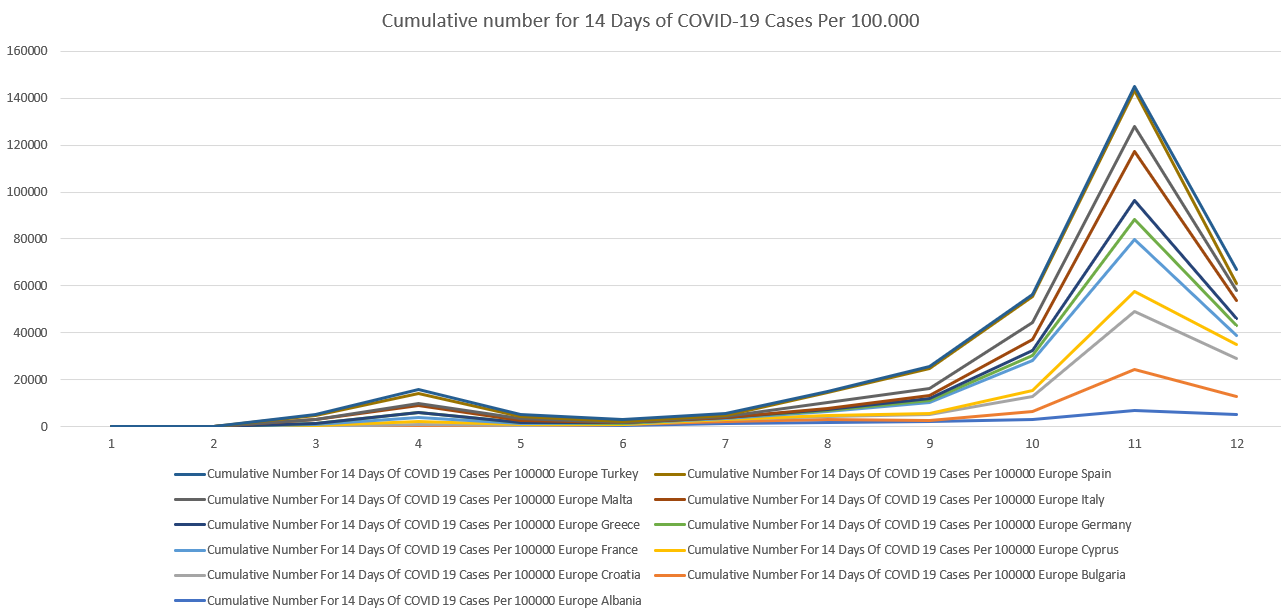 Cumulative number for 14 Days of COVID-19 Cases Per 100.000
160000
140000
120000
100000
80000
60000
40000
20000
0
1 2 3 4 5 6 7 8 9 10 11 12
Cumulative Number For 14 Days Of COVID 19 Cases Per 100000 Europe Turkey Cumulative Number For 14 Days Of COVID 19 Cases Per 100000 Europe Spain
Cumulative Number For 14 Days Of COVID 19 Cases Per 100000 Europe Malta Cumulative Number For 14 Days Of COVID 19 Cases Per 100000 Europe Italy
Cumulative Number For 14 Days Of COVID 19 Cases Per 100000 Europe Greece Cumulative Number For 14 Days Of COVID 19 Cases Per 100000 Europe Germany
Cumulative Number For 14 Days Of COVID 19 Cases Per 100000 Europe France Cumulative Number For 14 Days Of COVID 19 Cases Per 100000 Europe Cyprus
Cumulative Number For 14 Days Of COVID 19 Cases Per 100000 Europe Croatia Cumulative Number For 14 Days Of COVID 19 Cases Per 100000 Europe Bulgaria
Cumulative Number For 14 Days Of COVID 19 Cases Per 100000 Europe Albania